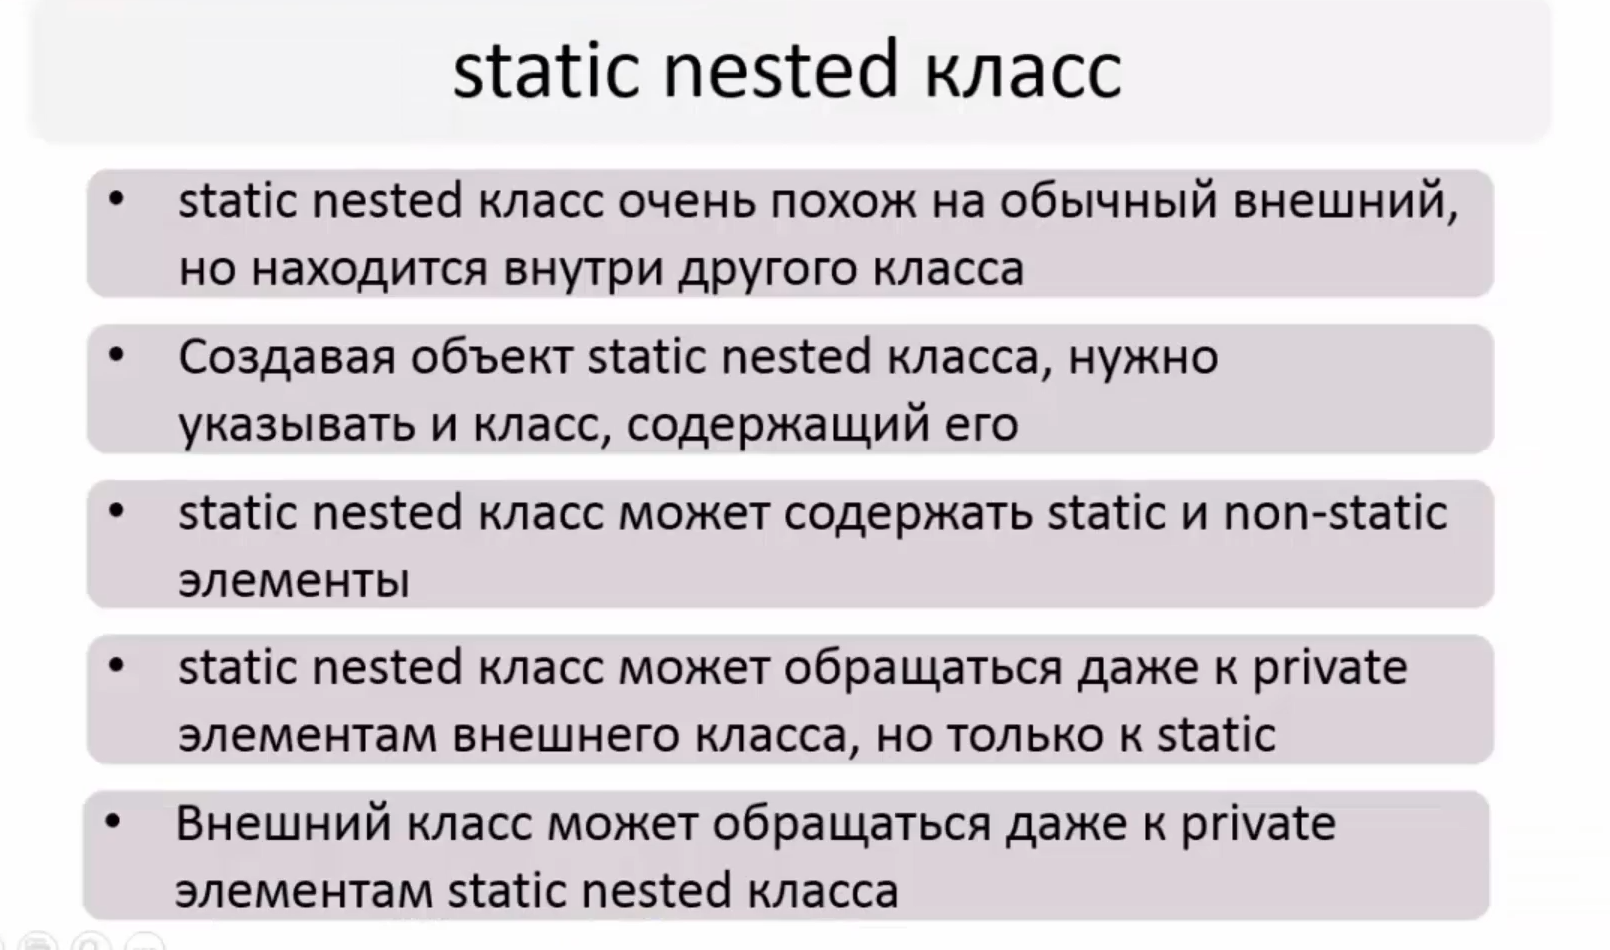 static nested класс
• static nested класс очень похож на обычный внешний,
но находится внутри другого класса
• Создавая объект static nested класса, нужно
указывать и класс, содержащий его
• static nested класс может содержать static и non-static
элементы
• static nested класс может обращаться даже к private
элементам внешнего класса, но только к static
• Внешний класс может обращаться даже к private
элементам static nested класса